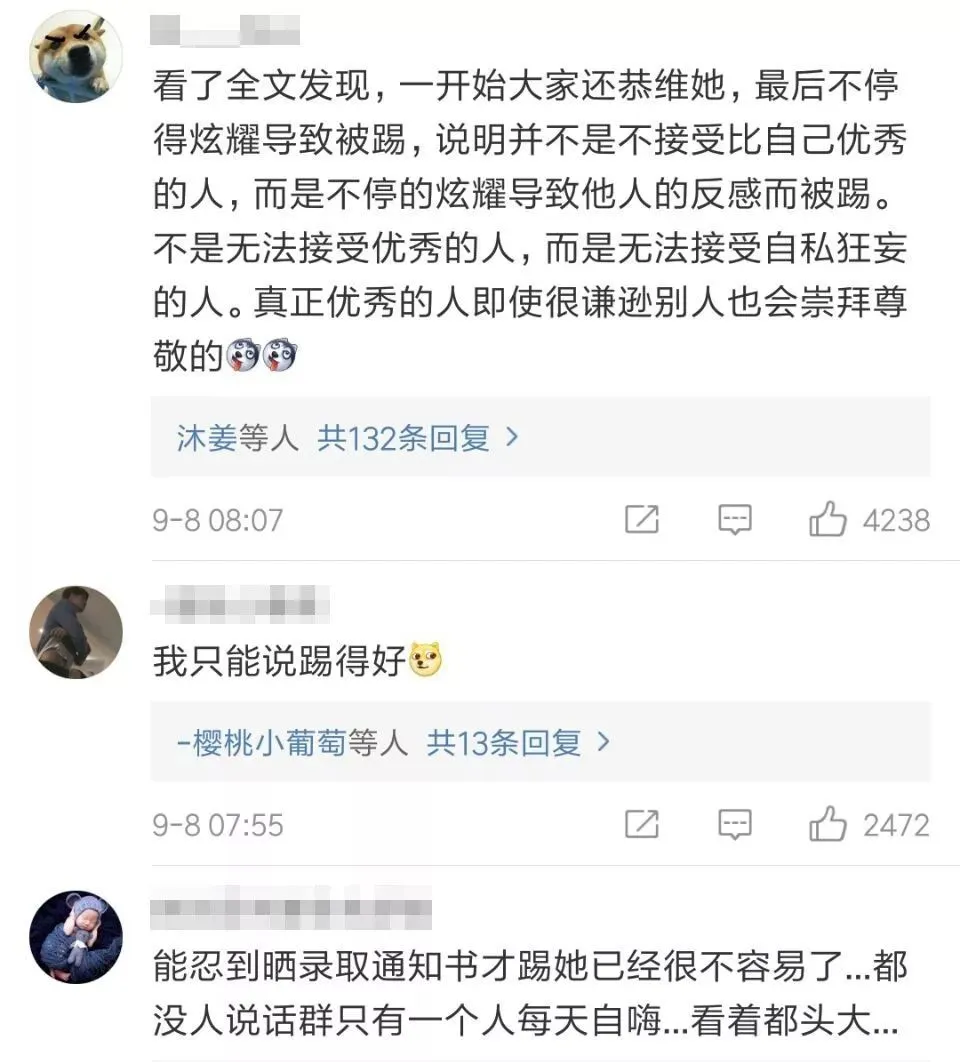 看了全文发现，一开始大家还恭维她，最后不停
得炫耀导致被踢，说明并不是不接受比自己优秀
的人，而是不停的炫耀导致他人的反感而被踢。
不是无法接受优秀的人，而是无法接受自私狂妄
的人。真正优秀的人即使很谦逊别人也会崇拜尊
敬的
沐姜等人 共132条回复 >
9-8 08:07
4238
我只能说踢得好
-樱桃小葡萄等人 共13条回复 >
9-8 07:55
2472
能忍到晒录取通知书才踢她已经很不容易了...都
没人说话群只有一个人每天自嗨...看着都头大...